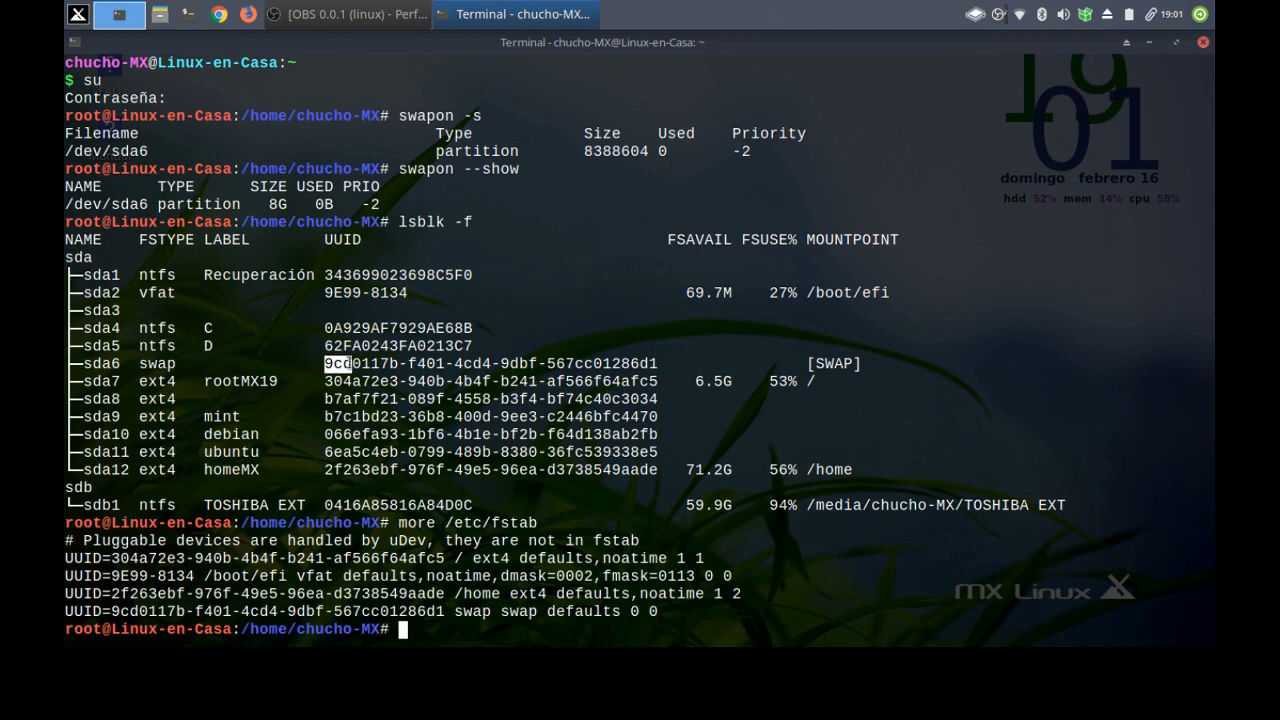 [OBS 0.0.1 (linux) - Perf...
Terminal - chucho-MX...
19:01
Terminal - chucho-MX@Linux-en-Casa: ~
chucho-MX@Linux-en-Casa:~
$ su
Contraseña:
root@Linux-en-Casa:/home/chucho-MX# swapon -s
Filename Type Size Used Priority
/dev/sda6 partition 8388604 0 -2
root@Linux-en-Casa:/home/chucho-MX# swapon --show
NAME TYPE SIZE USED PRIO
/dev/sda6 partition 8G 0B -2
root@Linux-en-Casa:/home/chucho-MX# lsblk -f
NAME FSTYPE LABEL UUID FSAVAIL FSUSE% MOUNTPOINT
sda
├─sda1 ntfs Recuperación 343699023698C5F0
├─sda2 vfat 9E99-8134 69.7M 27% /boot/efi
├─sda3
├─sda4 ntfs C 0A929AF7929AE68B
├─sda5 ntfs D 62FA0243FA0213C7
├─sda6 swap 9cd0117b-f401-4cd4-9dbf-567cc01286d1 [SWAP]
├─sda7 ext4 rootMX19 304a72e3-940b-4b4f-b241-af566f64afc5 6.5G 53% /
├─sda8 ext4 b7af7f21-089f-4558-b3f4-bf74c40c3034
├─sda9 ext4 mint b7c1bd23-36b8-400d-9ee3-c2446bfc4470
├─sda10 ext4 debian 066efa93-1bf6-4b1e-bf2b-f64d138ab2fb
├─sda11 ext4 ubuntu 6ea5c4eb-0799-489b-8380-36fc539338e5
└─sda12 ext4 homeMX 2f263ebf-976f-49e5-96ea-d3738549aade 71.2G 56% /home
sdb
└─sdb1 ntfs TOSHIBA EXT 0416A85816A84D0C 59.9G 94% /media/chucho-MX/TOSHIBA EXT
root@Linux-en-Casa:/home/chucho-MX# more /etc/fstab
# Pluggable devices are handled by uDev, they are not in fstab
UUID=304a72e3-940b-4b4f-b241-af566f64afc5 / ext4 defaults,noatime 1 1
UUID=9E99-8134 /boot/efi vfat defaults,noatime,dmask=0002,fmask=0113 0 0
UUID=2f263ebf-976f-49e5-96ea-d3738549aade /home ext4 defaults,noatime 1 2
UUID=9cd0117b-f401-4cd4-9dbf-567cc01286d1 swap swap defaults 0 0
root@Linux-en-Casa:/home/chucho-MX#
19
01
domingo febrero 16
hdd 52% mem 14% cpu 58%
MX Linux